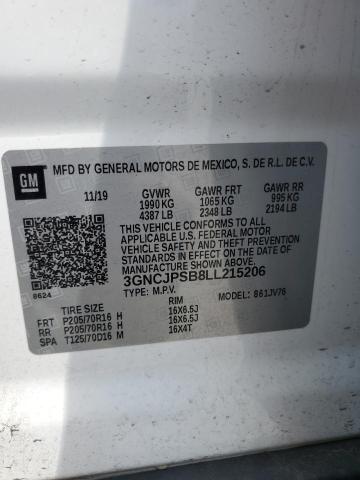 GM
MFD BY GENERAL MOTORS DE MEXICO, S. DE R.L. DE C.V.
11/19 GVWR GAWR FRT GAWR RR
1990 KG 1065 KG 995 KG
4387 LB 2348 LB 2194 LB
THIS VEHICLE CONFORMS TO ALL
APPLICABLE U.S. FEDERAL MOTOR
VEHICLE SAFETY AND THEFT PREVENTION
STANDARDS IN EFFECT ON THE DATE OF
MANUFACTURE SHOWN ABOVE.
8624
3GNCJPSB8LL215206
TYPE: M.P.V. MODEL: 861JV76
TIRE SIZE RIM
FRT P205/70R16 H 16X6.5J
RR P205/70R16 H 16X6.5J
SPA T125/70D16 M 16X4T